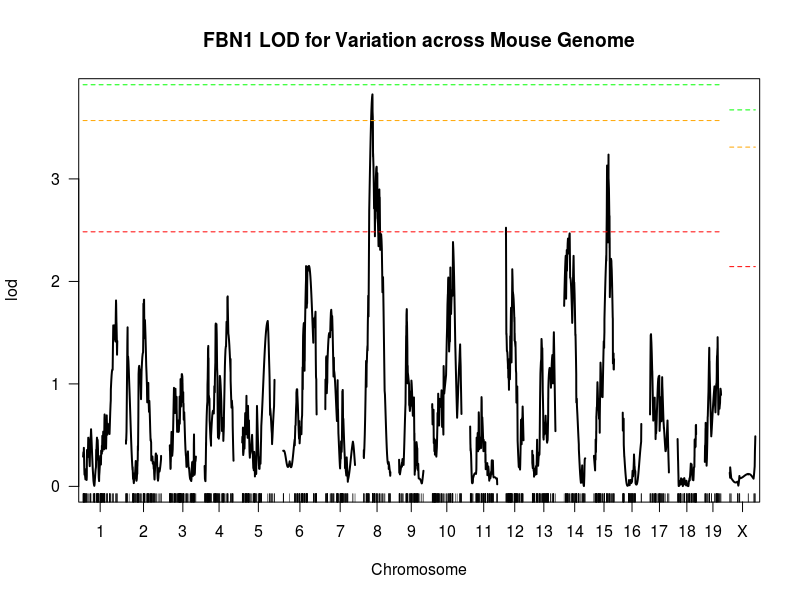 FBN1 LOD for Variation across Mouse Genome
lod
3
2
1
0
1 2 3 4 5 6 7 8 9 10 11 12 13 14 15 16 17 18 19 X
Chromosome